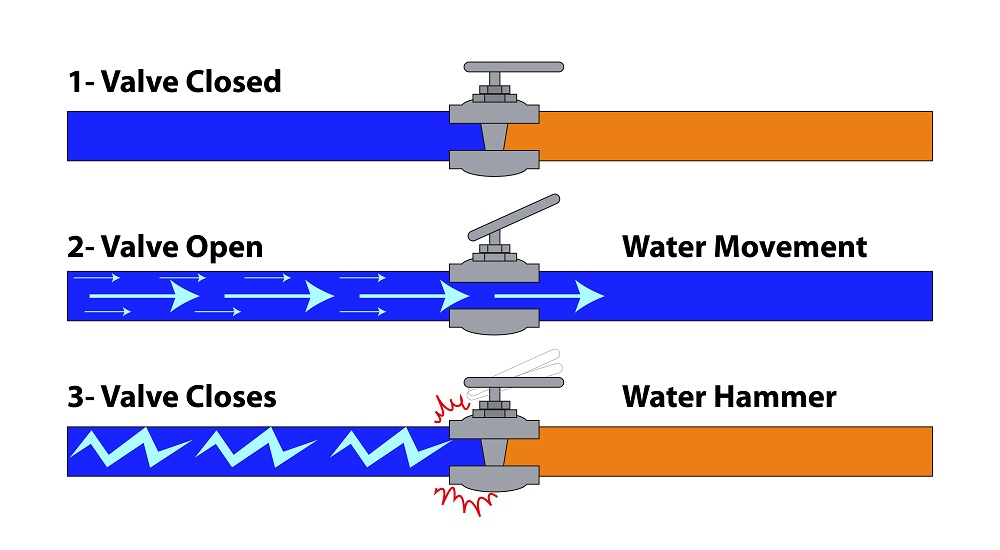 1- Valve Closed
2- Valve Open
Water Movement
3- Valve Closes
Water Hammer